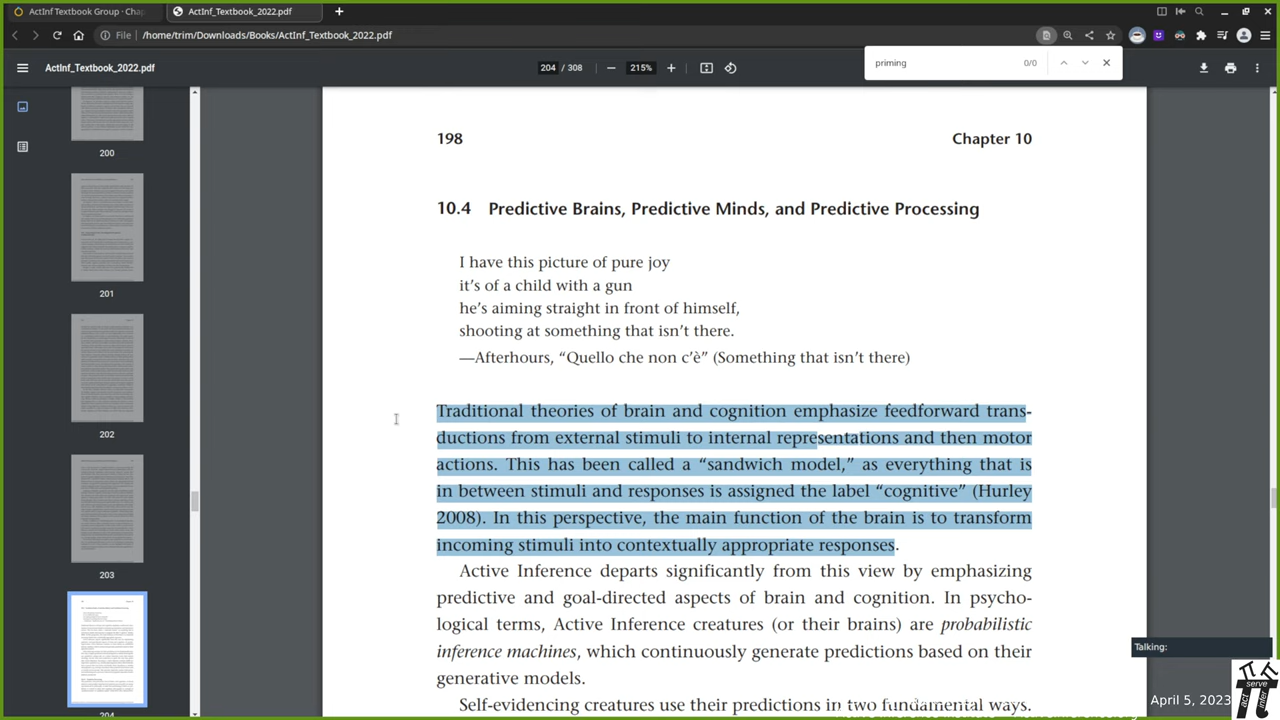 ActInf Textbook Group · Chap
ActInf_Textbook_2022.pdf
File
/home/trim/Downloads/Books/ActInf_Textbook_2022.pdf
priming
0/0
ActInf_Textbook_2022.pdf
204 / 308
215%
200
201
202
203
204
198
Chapter 10
10.4 Predictive Brains, Predictive Minds, and Predictive Processing
I have this picture of pure joy
it's of a child with a gun
he's aiming straight in front of himself,
shooting at something that isn't there.
—Afterhours, “Quello che non c'è” (Something that isn't there)
Traditional theories of brain and cognition emphasize feedforward trans-
ductions from external stimuli to internal representations and then motor
actions. This has been called a “sandwich model,” as everything that is
in between stimuli and responses is assigned the label “cognitive” (Hurley
2008). In this perspective, the main function of the brain is to transform
incoming stimuli into contextually appropriate responses.
Active Inference departs significantly from this view by emphasizing
predictive and goal-directed aspects of brain and cognition. In psycho-
logical terms, Active Inference creatures (or their brains) are probabilistic
inference machines, which continuously generate predictions based on their
generative models.
Self-evidencing creatures use their predictions in two fundamental ways.
Talking:
serve
act
infer
April 5, 2023